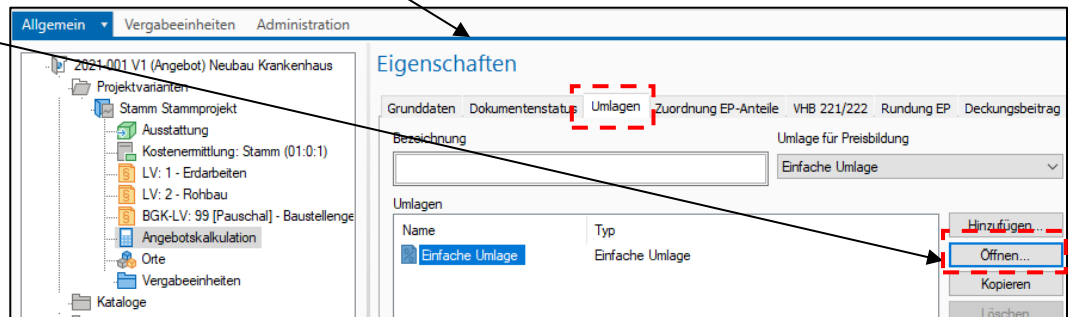 Allgemein Vergabeeinheiten Administration
2021-001 V1 (Angebot) Neubau Krankenhaus
Projektvarianten
Stamm Stammprojekt
Ausstattung
Kostenermittlung: Stamm (01:0:1)
LV: 1 - Erdarbeiten
LV: 2 - Rohbau
BGK-LV: 99 [Pauschal] - Baustellenge
Angebotskalkulation
Orte
Vergabeeinheiten
Kataloge
Eigenschaften
Grunddaten Dokumentenstatus Umlagen Zuordnung EP-Anteile VHB 221/222 Rundung EP Deckungsbeitrag
Bezeichnung Umlage für Preisbildung
Einfache Umlage
Umlagen
Name Typ
Einfache Umlage Einfache Umlage
Hinzufügen...
Öffnen...
Kopieren
Löschen